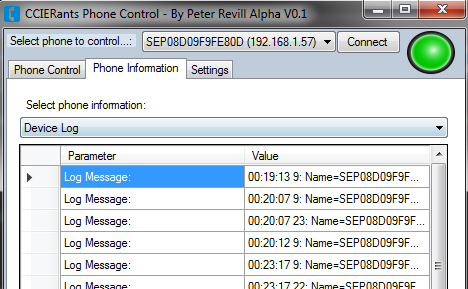 CCIERants Phone Control - By Peter Revill Alpha V0.1
Select phone to control...: SEP08D09F9FE80D (192.168.1.57) Connect
Phone Control Phone Information Settings
Select phone information:
Device Log
Parameter Value
Log Message: 00:19:13 9: Name=SEP08D09F9F...
Log Message: 00:20:07 9: Name=SEP08D09F9F...
Log Message: 00:20:07 23: Name=SEP08D09F9F...
Log Message: 00:20:12 9: Name=SEP08D09F9F...
Log Message: 00:23:17 9: Name=SEP08D09F9F...
Log Message: 00:23:17 22: Name=SEP08D09F9F...